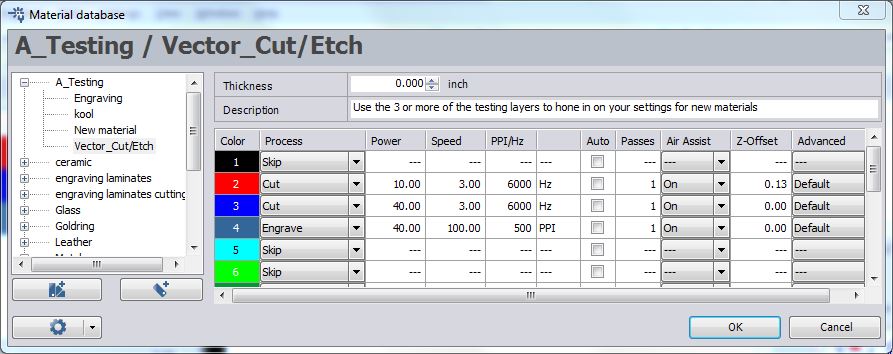 Material database
A_Testing / Vector_Cut/Etch
A_Testing
Engraving
kool
New material
Vector_Cut/Etch
ceramic
engraving laminates
engraving laminates cutting
Glass
Goldring
Leather
Thickness 0.000 inch
Description Use the 3 or more of the testing layers to hone in on your settings for new materials
Color Process Power Speed PPI/Hz Auto Passes Air Assist Z-Offset Advanced
1 Skip --- --- --- --- --- --- --- ---
2 Cut 10.00 3.00 6000 Hz 1 On 0.13 Default
3 Cut 40.00 3.00 6000 Hz 1 On 0.00 Default
4 Engrave 40.00 100.00 500 PPI 1 On 0.00 Default
5 Skip --- --- --- --- --- --- --- ---
6 Skip --- --- --- --- --- --- --- ---
OK Cancel